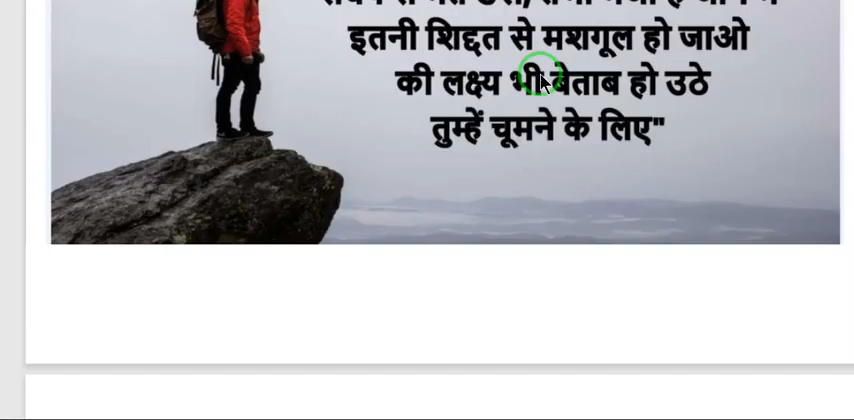 इतनी शिद्दत से मशगूल हो जाओ
की लक्ष्य भी बेताब हो उठे
तुम्हें चूमने के लिए"